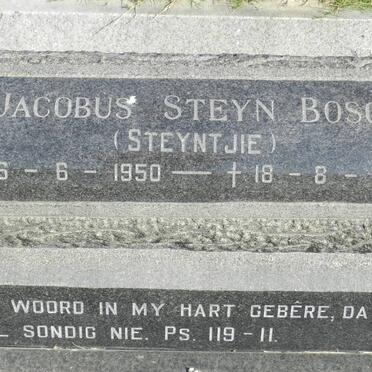 JACOBUS STEYN BOSC
(STEYNTJIE)
6 - 6 - 1950 — † 18 - 8 -
WOORD IN MY HART GEBÊRE, DA
SONDIG NIE. PS. 119 - 11.